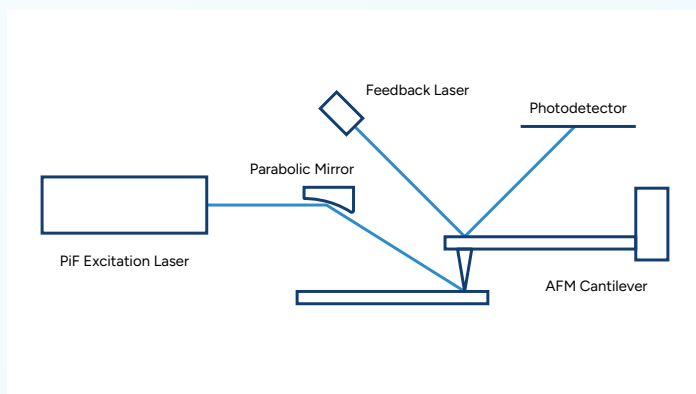 Feedback Laser
Photodetector
Parabolic Mirror
PiF Excitation Laser
AFM Cantilever